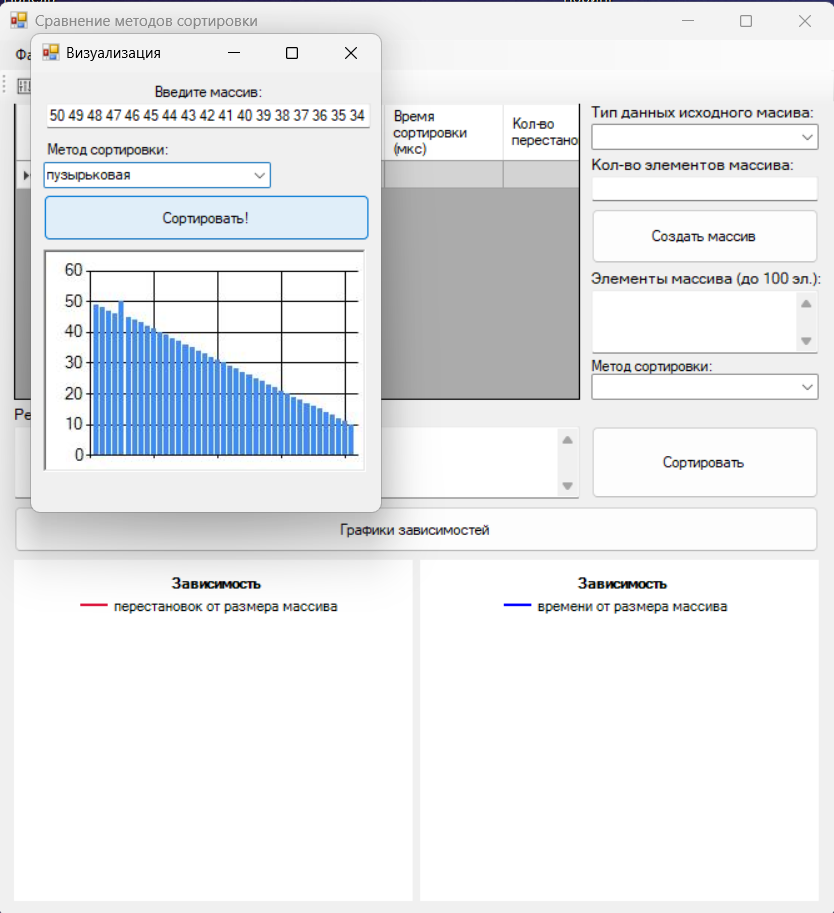 Сравнение методов сортировки
Визуализация
Введите массив:
50 49 48 47 46 45 44 43 42 41 40 39 38 37 36 35 34
Метод сортировки:
пузырьковая
Сортировать!
60
50
40
30
20
10
0
Время
сортировки
(мкс)
Кол-во
перестано
Тип данных исходного масива:
Кол-во элементов массива:
Создать массив
Элементы массива (до 100 эл.):
Метод сортировки:
Сортировать
Графики зависимостей
Зависимость
перестановок от размера массива
Зависимость
времени от размера массива